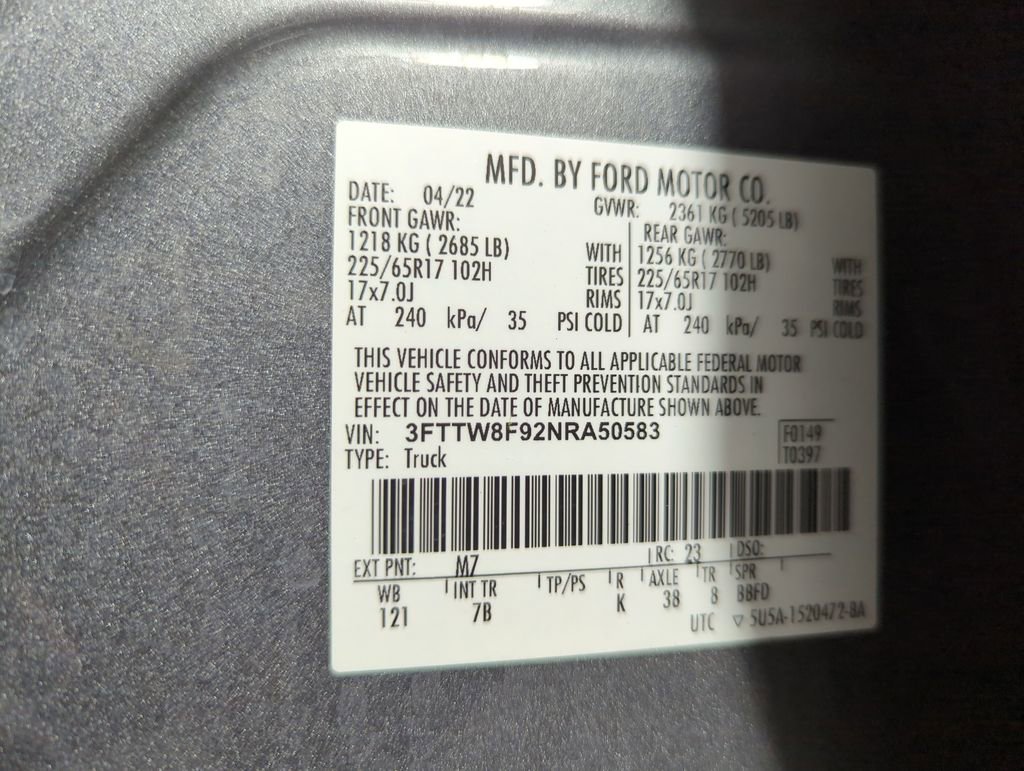 MFD. BY FORD MOTOR CO.
DATE: 04/22 GVWR: 2361 KG ( 5205 LB)
FRONT GAWR: REAR GAWR:
1218 KG ( 2685 LB) WITH 1256 KG ( 2770 LB) WITH
225/65R17 102H TIRES 225/65R17 102H TIRES
17x7.0J RIMS 17x7.0J RIMS
AT 240 kPa/ 35 PSI COLD AT 240 kPa/ 35 PSI COLD
THIS VEHICLE CONFORMS TO ALL APPLICABLE FEDERAL MOTOR
VEHICLE SAFETY AND THEFT PREVENTION STANDARDS IN
EFFECT ON THE DATE OF MANUFACTURE SHOWN ABOVE.
VIN: 3FTTW8F92NRA50583 F0149
TYPE: Truck T0397
EXT PNT: M7 RC: 23 DSO:
WB INT TR TP/PS R AXLE TR SPR
121 7B K 38 8 BBFD
UTC ▽ 5U5A-1520472-BA